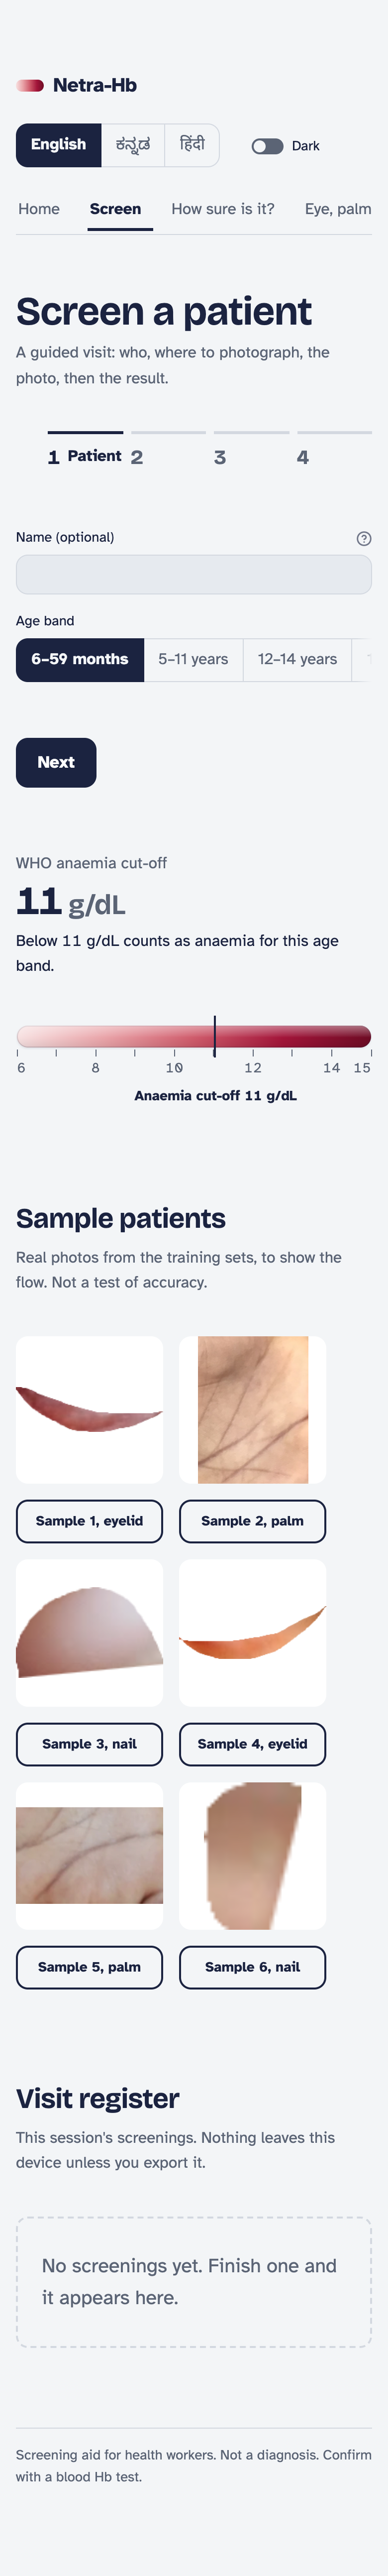 Netra-Hb
English ಕನ್ನಡ हिंदी Dark
Home Screen How sure is it? Eye, palm
Screen a patient
A guided visit: who, where to photograph, the
photo, then the result.
1 Patient 2 3 4
Name (optional)
Age band
6–59 months 5–11 years 12–14 years
Next
WHO anaemia cut-off
11 g/dL
Below 11 g/dL counts as anaemia for this age
band.
6 8 10 12 14 15
Anaemia cut-off 11 g/dL
Sample patients
Real photos from the training sets, to show the
flow. Not a test of accuracy.
Sample 1, eyelid Sample 2, palm
Sample 3, nail Sample 4, eyelid
Sample 5, palm Sample 6, nail
Visit register
This session's screenings. Nothing leaves this
device unless you export it.
No screenings yet. Finish one and
it appears here.
Screening aid for health workers. Not a diagnosis. Confirm
with a blood Hb test.